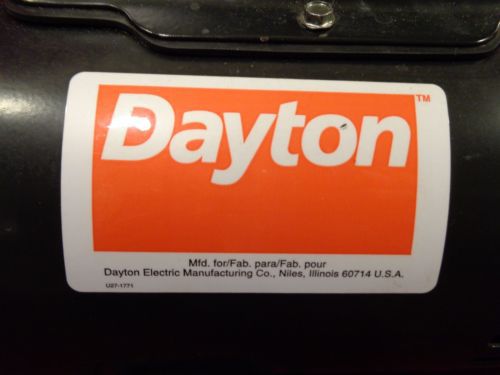 Dayton™
Mfd. for/Fab. para/Fab. pour
Dayton Electric Manufacturing Co., Niles, Illinois 60714 U.S.A.
U27-1771